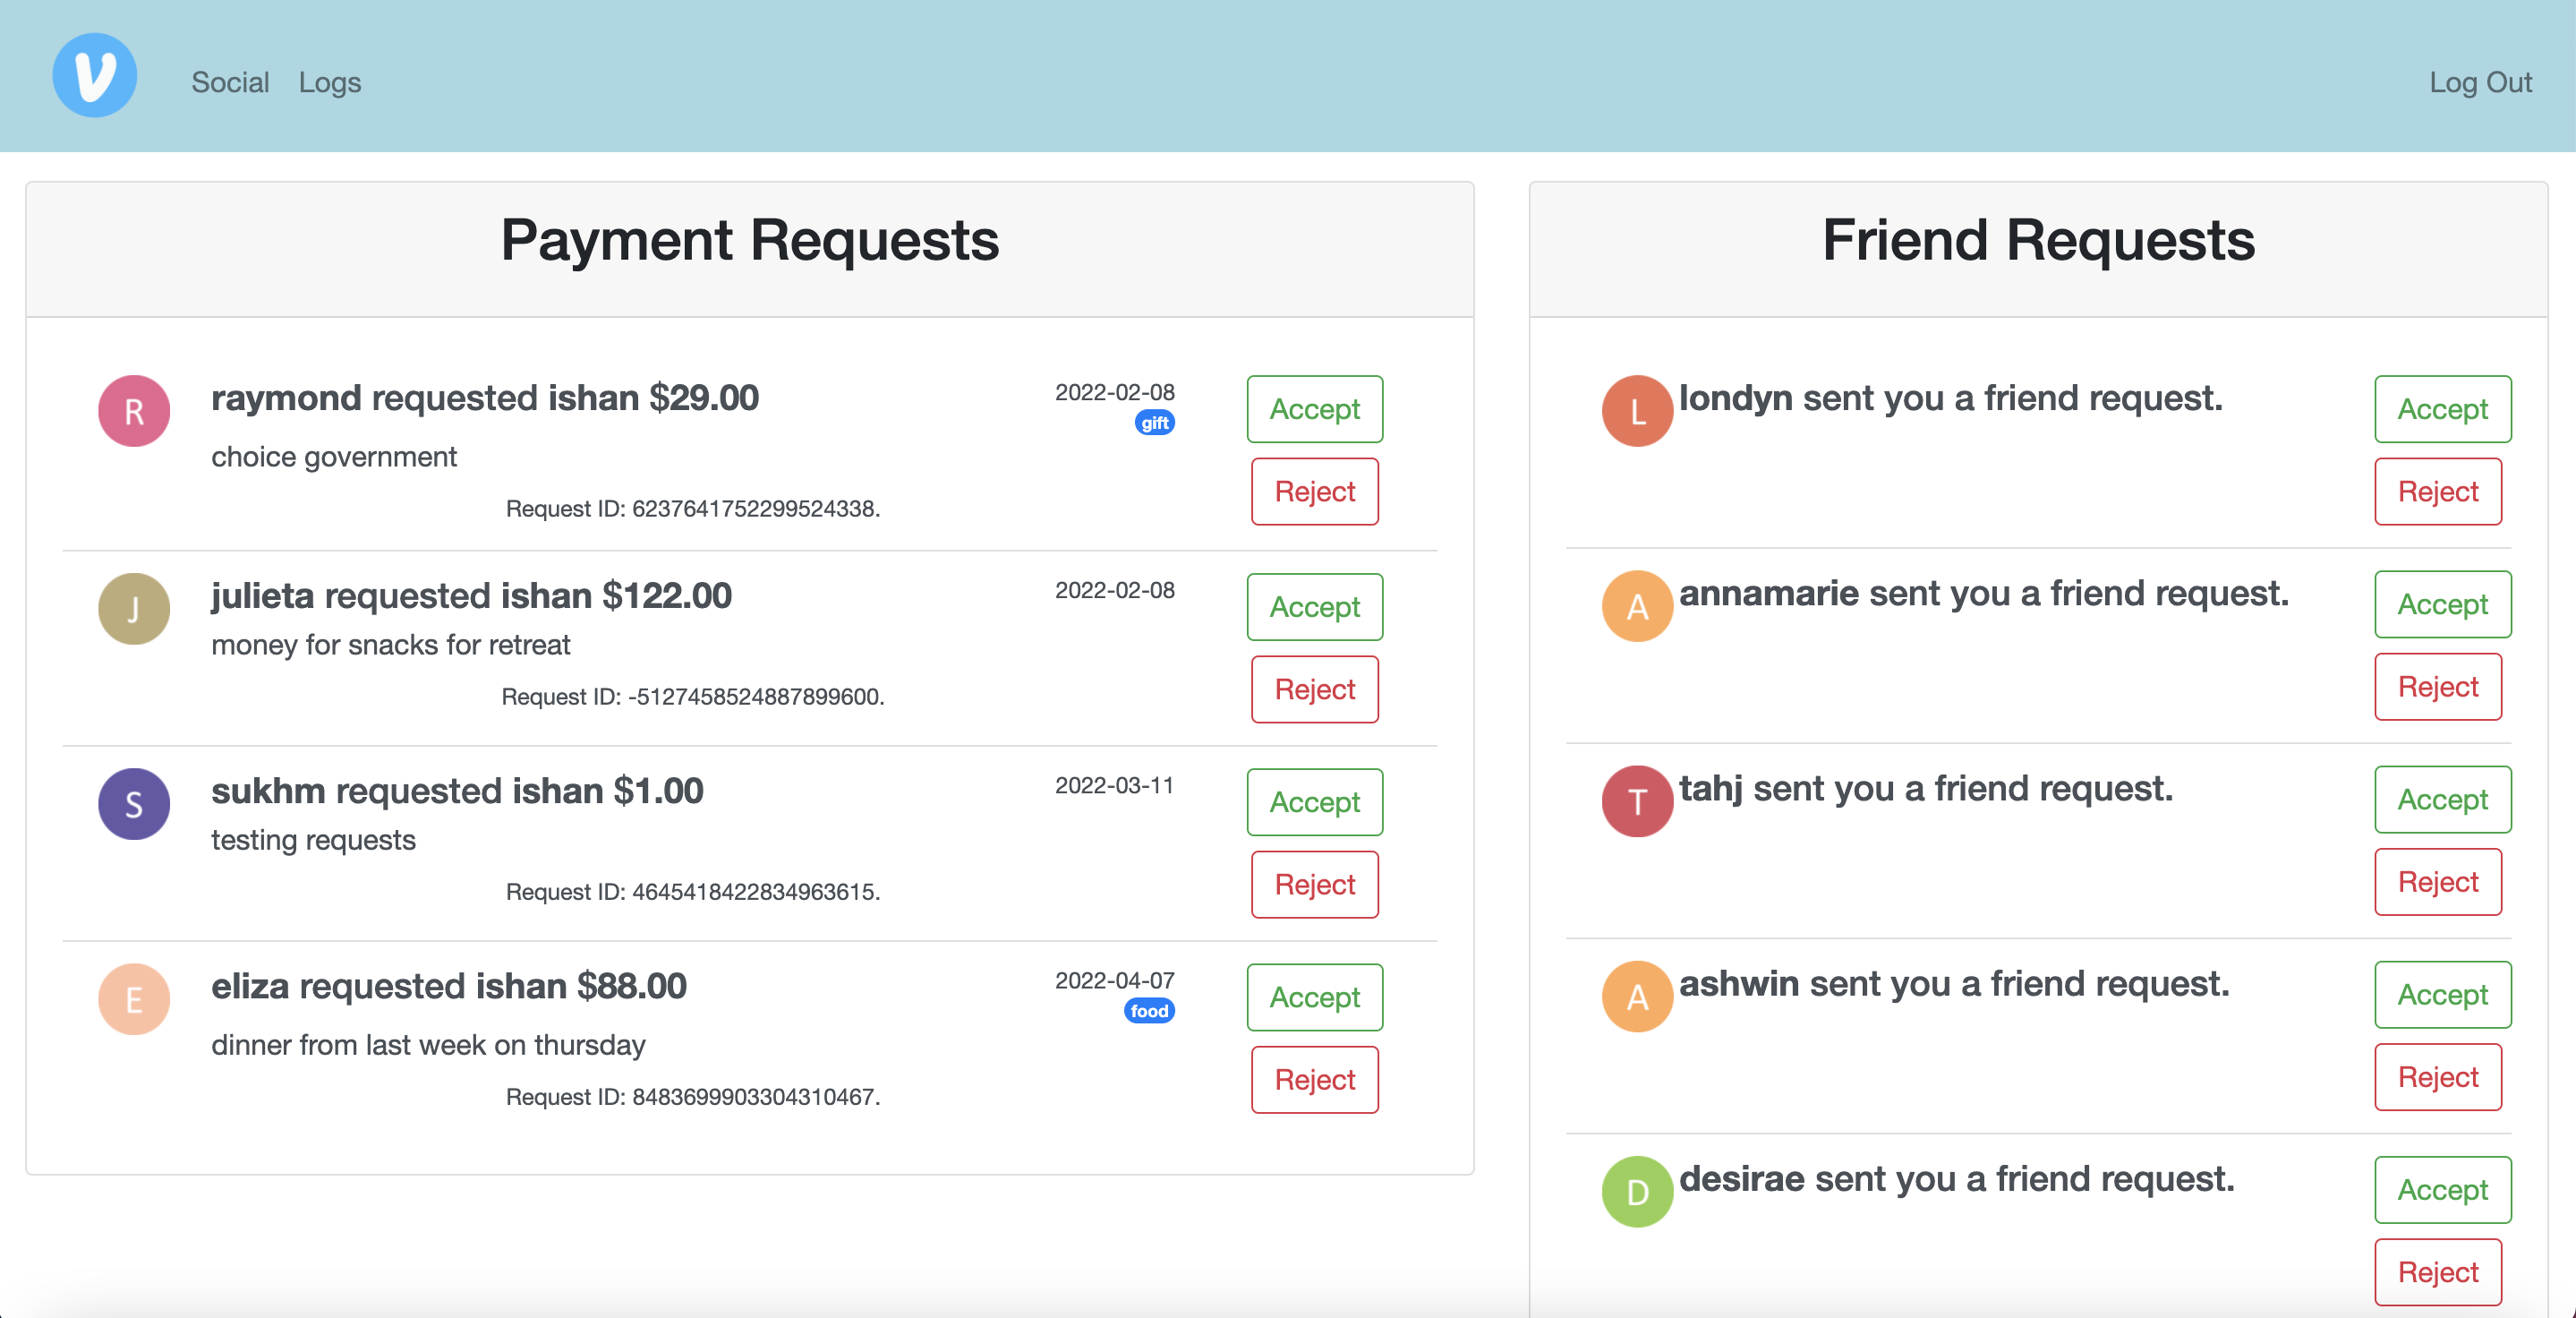 V
Social Logs Log Out
Payment Requests
R
raymond requested ishan $29.00
2022-02-08
gift
choice government
Request ID: 6237641752299524338.
Accept
Reject
J
julieta requested ishan $122.00
2022-02-08
money for snacks for retreat
Request ID: -5127458524887899600.
Accept
Reject
S
sukhm requested ishan $1.00
2022-03-11
testing requests
Request ID: 4645418422834963615.
Accept
Reject
E
eliza requested ishan $88.00
2022-04-07
food
dinner from last week on thursday
Request ID: 8483699903304310467.
Accept
Reject
Friend Requests
L
londyn sent you a friend request.
Accept
Reject
A
annamarie sent you a friend request.
Accept
Reject
T
tahj sent you a friend request.
Accept
Reject
A
ashwin sent you a friend request.
Accept
Reject
D
desirae sent you a friend request.
Accept
Reject